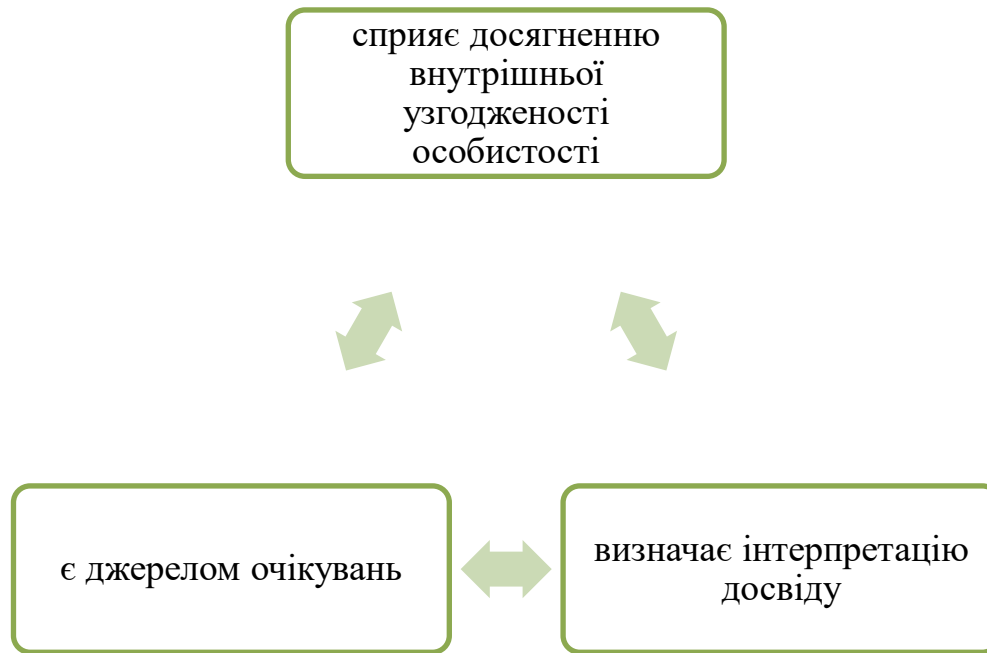 сприяє досягненню
внутрішньої
узгодженості
особистості
є джерелом очікувань
визначає інтерпретацію
досвіду